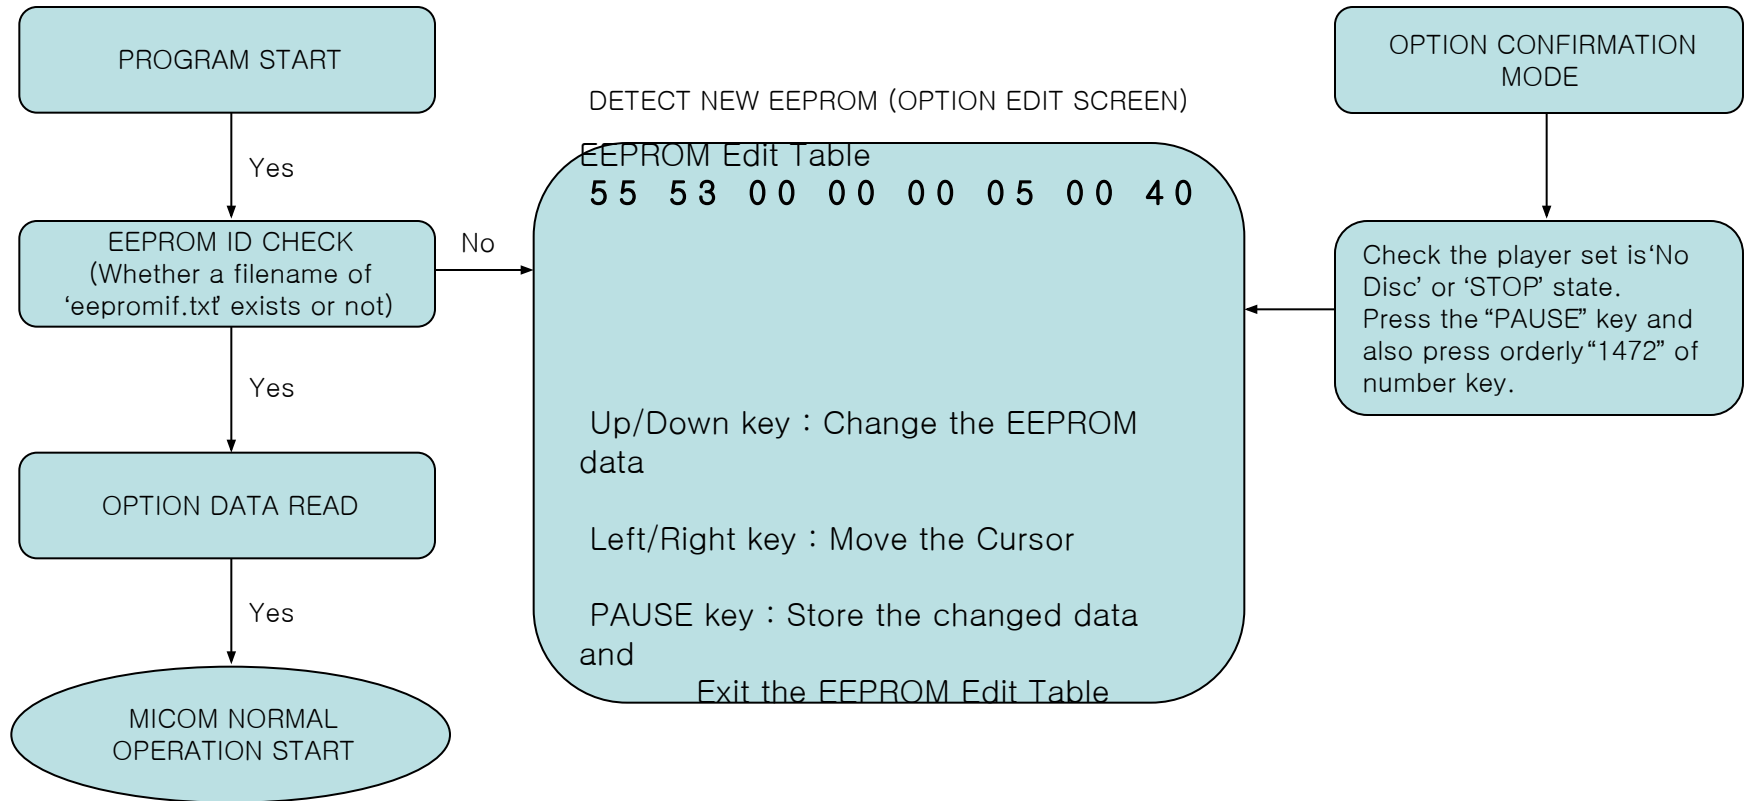 PROGRAM START
Yes
EEPROM ID CHECK
(Whether a filename of
‘eepromif.txt’ exists or not)
No
Yes
OPTION DATA READ
Yes
MICOM NORMAL
OPERATION START
DETECT NEW EEPROM (OPTION EDIT SCREEN)
EEPROM Edit Table
55 53 00 00 00 05 00 40
Up/Down key : Change the EEPROM
data
Left/Right key : Move the Cursor
PAUSE key : Store the changed data
and
Exit the EEPROM Edit Table
OPTION CONFIRMATION
MODE
Check the player set is ‘No
Disc’ or ‘STOP’ state.
Press the “PAUSE” key and
also press orderly “1472” of
number key.